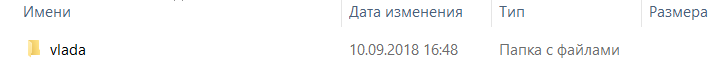 Имени Дата изменения Тип Размера
vlada 10.09.2018 16:48 Папка с файлами